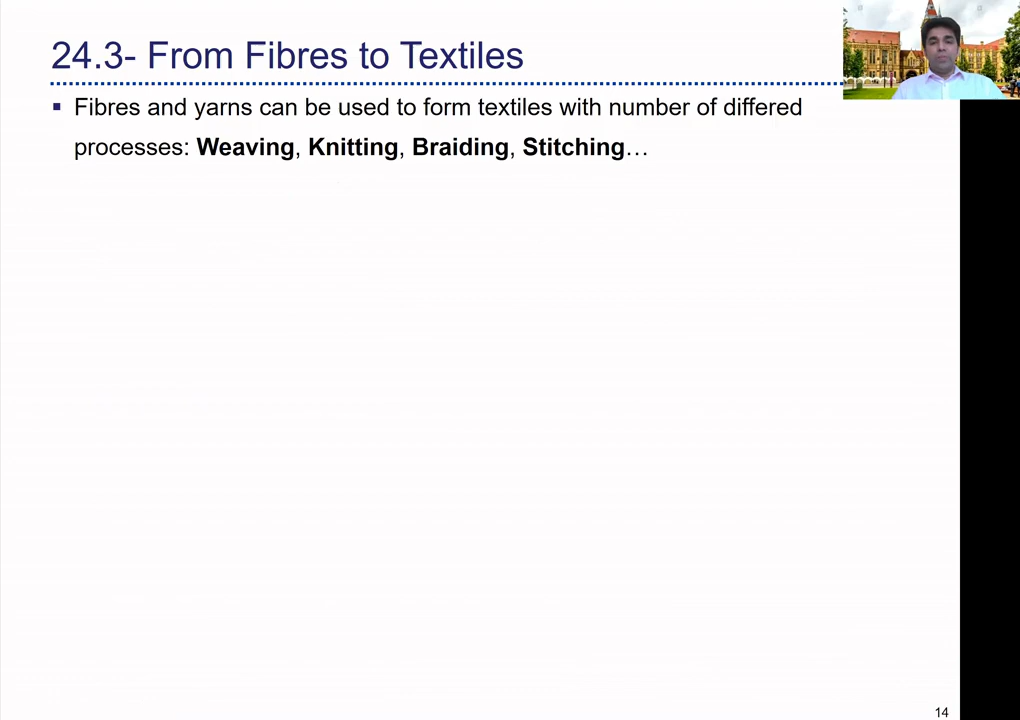 24.3- From Fibres to Textiles
▪ Fibres and yarns can be used to form textiles with number of differed
processes: Weaving, Knitting, Braiding, Stitching…
14